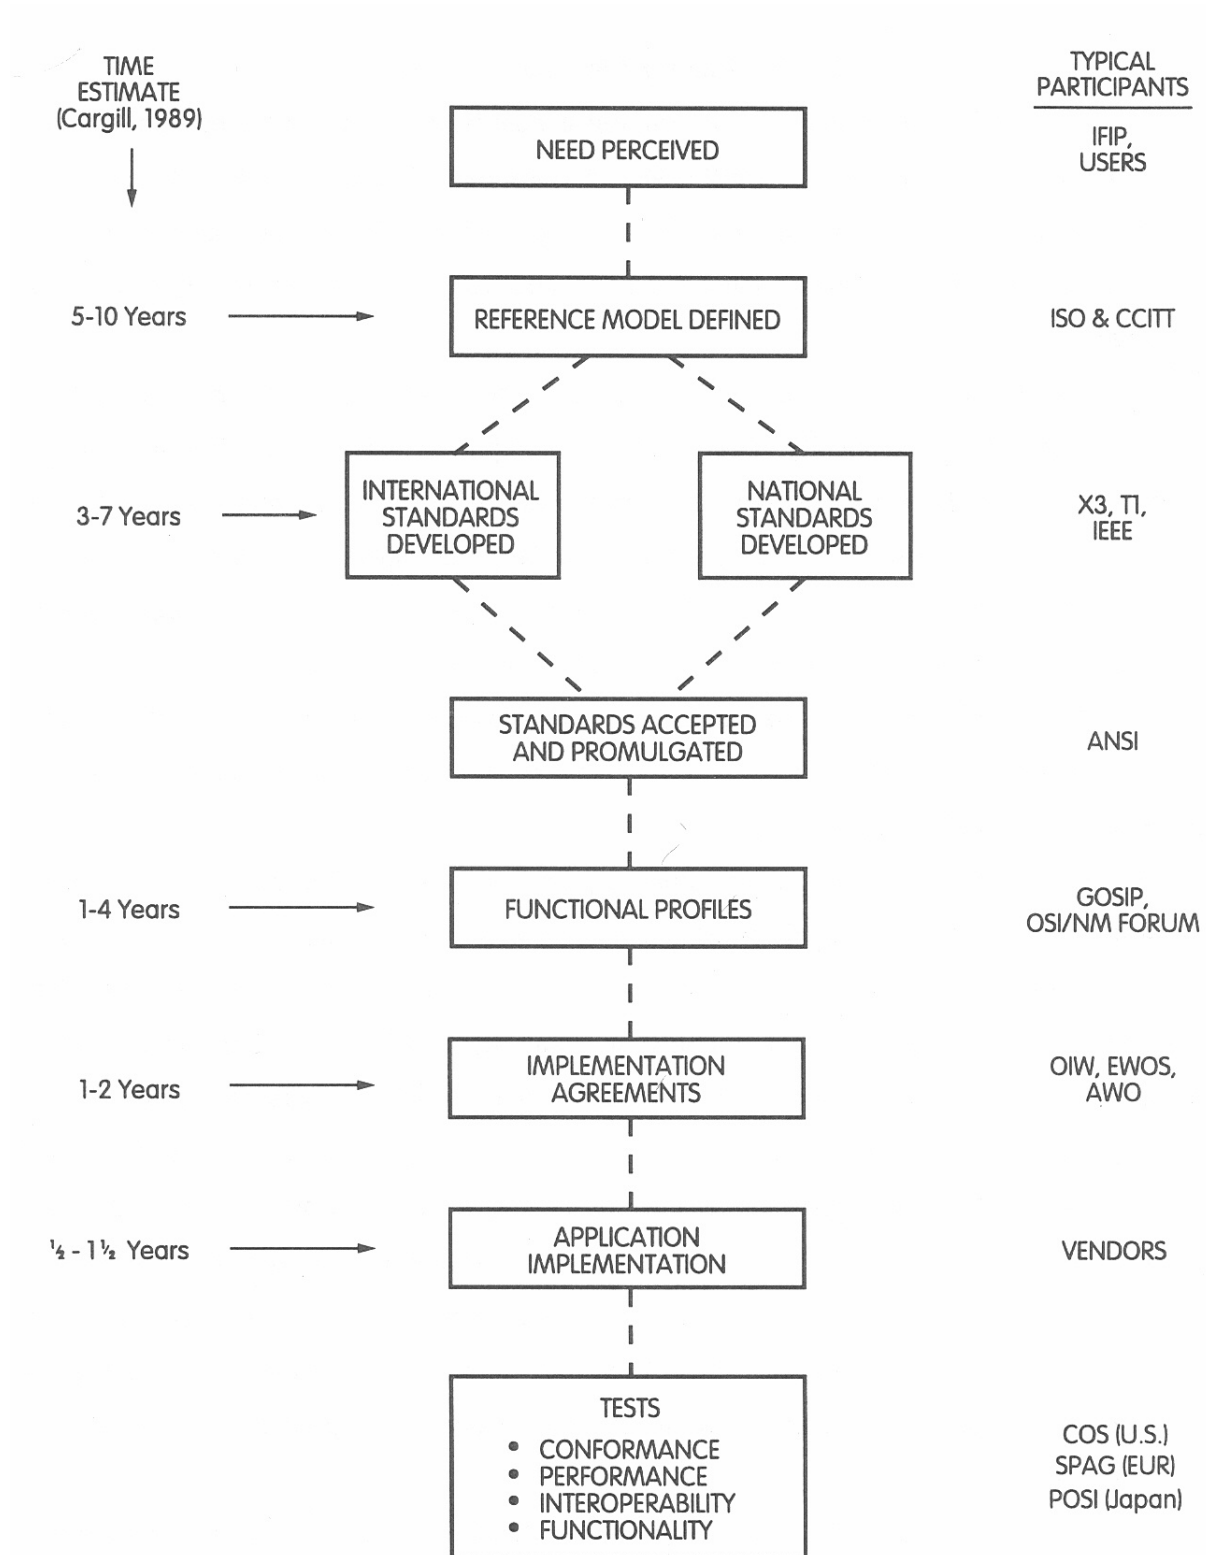 TIME
ESTIMATE
(Cargill, 1989)
TYPICAL
PARTICIPANTS
NEED PERCEIVED
IFIP,
USERS
5-10 Years
REFERENCE MODEL DEFINED
ISO & CCITT
3-7 Years
INTERNATIONAL
STANDARDS
DEVELOPED
NATIONAL
STANDARDS
DEVELOPED
X3, T1,
IEEE
STANDARDS ACCEPTED
AND PROMULGATED
ANSI
1-4 Years
FUNCTIONAL PROFILES
GOSIP,
OSI/NM FORUM
1-2 Years
IMPLEMENTATION
AGREEMENTS
OIW, EWOS,
AWO
½ - 1½ Years
APPLICATION
IMPLEMENTATION
VENDORS
TESTS
• CONFORMANCE
• PERFORMANCE
• INTEROPERABILITY
• FUNCTIONALITY
COS (U.S.)
SPAG (EUR)
POSI (Japan)